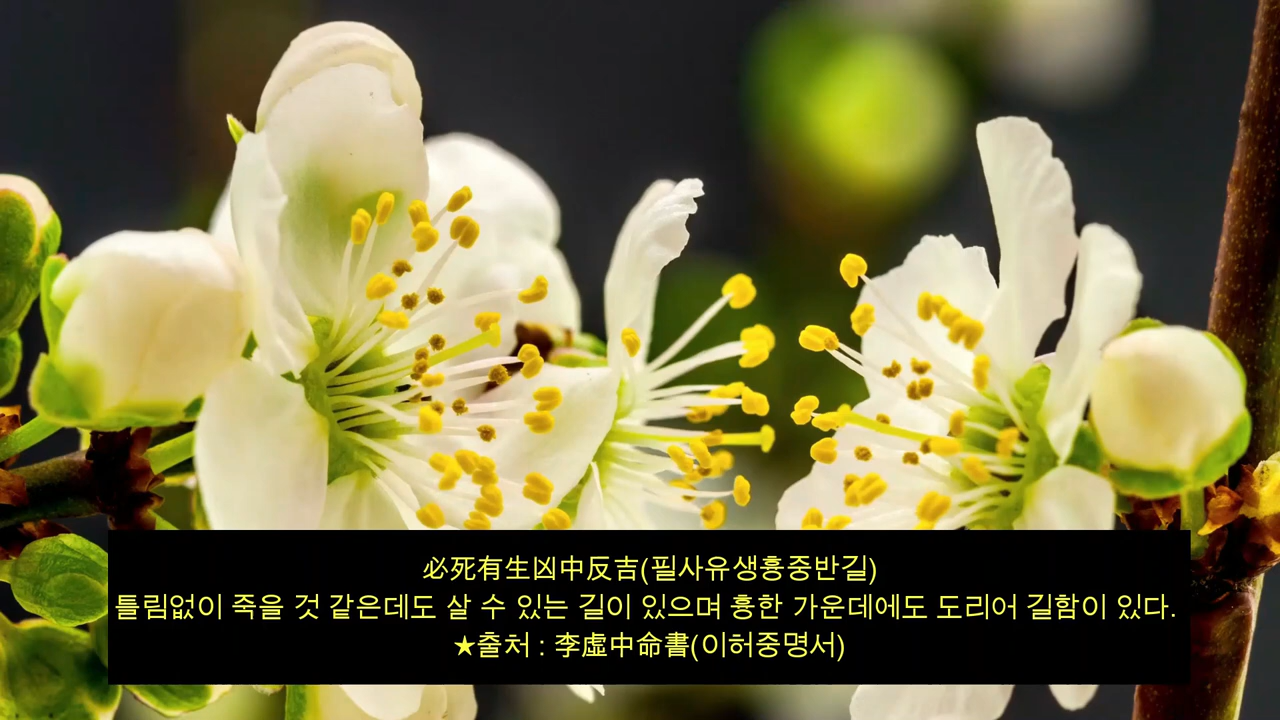 必死有生凶中反吉(필사유생흉중반길)
틀림없이 죽을 것 같은데도 살 수 있는 길이 있으며 흉한 가운데에도 도리어 길함이 있다.
★출처 : 李虛中命書(이허중명서)